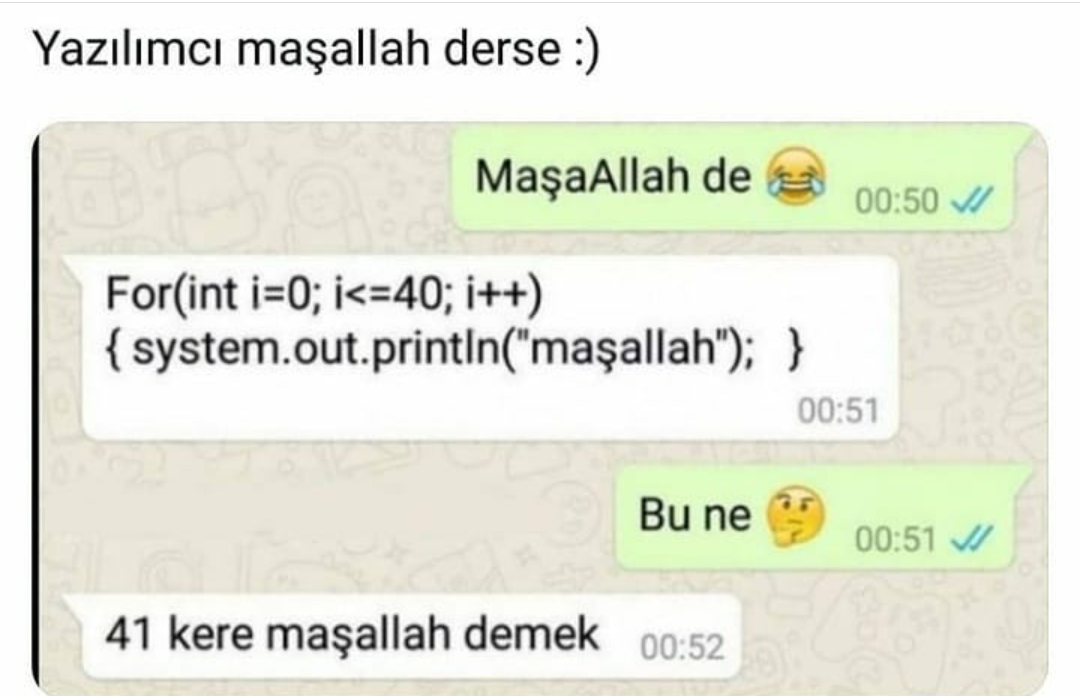 Yazılımcı maşallah derse :)
MaşaAllah de 😂 00:50
For(int i=0; i<=40; i++)
{ system.out.println("maşallah"); }
00:51
Bu ne 🤔 00:51
41 kere maşallah demek 00:52